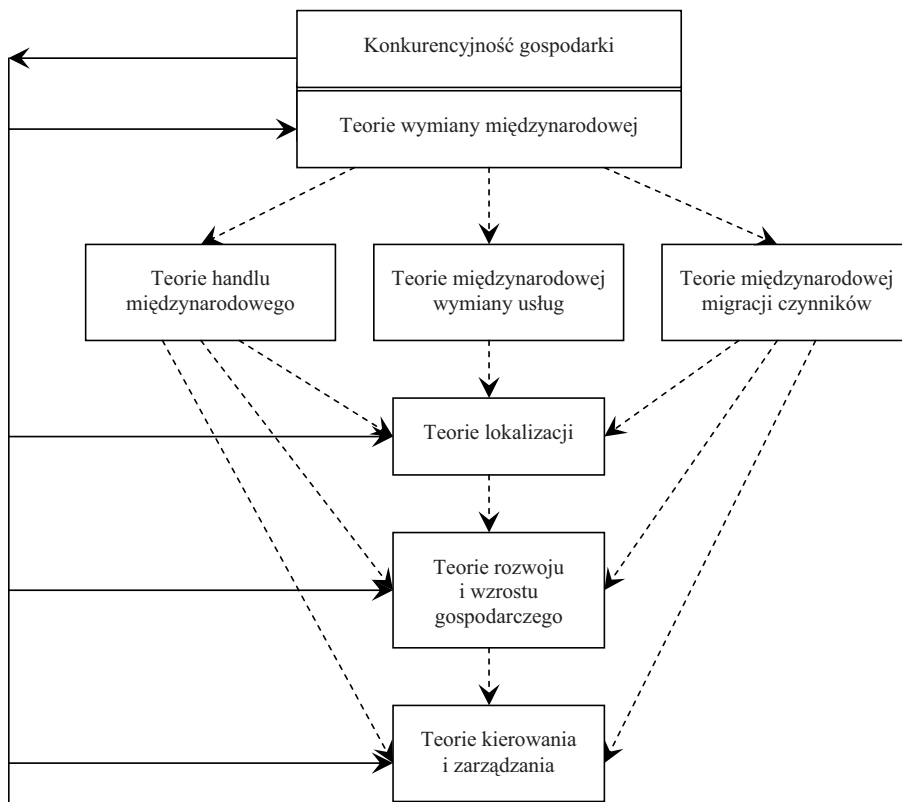 Konkurencyjność gospodarki
Teorie wymiany międzynarodowej
Teorie handlu
międzynarodowego
Teorie międzynarodowej
wymiany usług
Teorie międzynarodowej
migracji czynników
Teorie lokalizacji
Teorie rozwoju
i wzrostu
gospodarczego
Teorie kierowania
i zarządzania